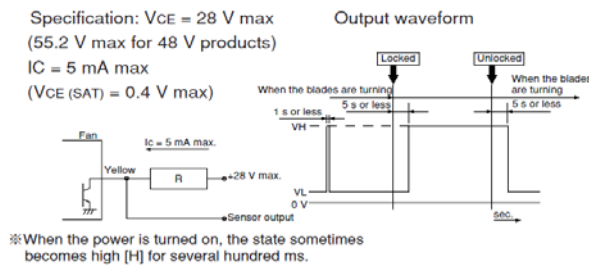 Specification: VCE = 28 V max
(55.2 V max for 48 V products)
IC = 5 mA max
(VCE (SAT) = 0.4 V max)
Output waveform
Locked
Unlocked
When the blades are turning
When the blades
are turning
1 s or less
5 s or less
5 s or less
VH
VL
0 V
sec.
Fan
Ic = 5 mA max.
Yellow
R
+28 V max.
Sensor output
※When the power is turned on, the state sometimes
becomes high [H] for several hundred ms.